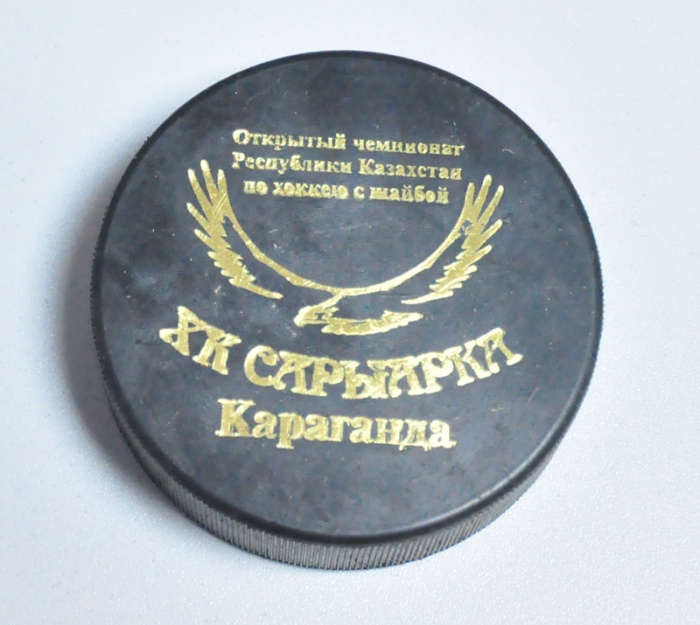 Открытый чемпионат
Республики Казахстан
по хоккею с шайбой
ХК САРЫАРКА
Караганда